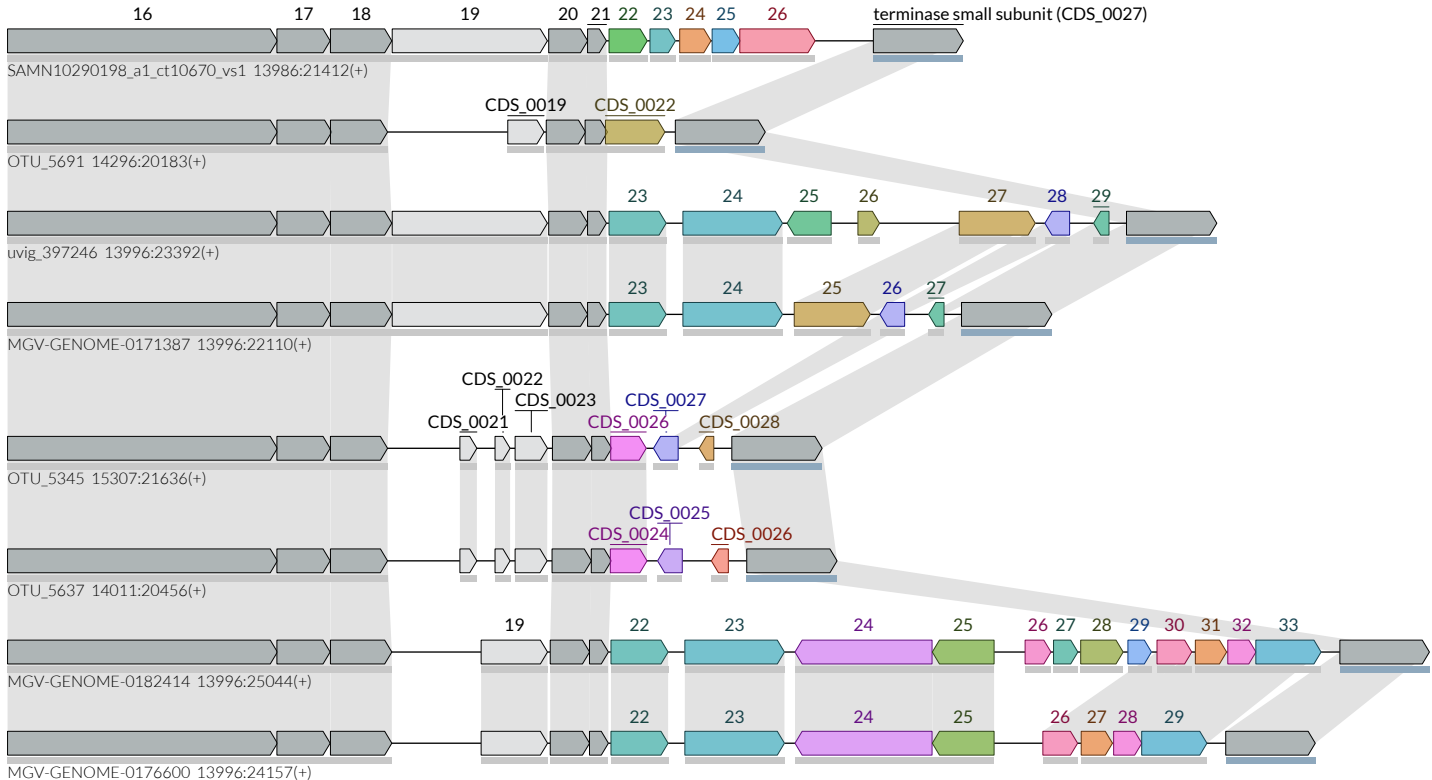 16 17 18 19 20 21 22 23 24 25 26 terminase small subunit (CDS_0027)
SAMN10290198_a1_ct10670_vs1 13986:21412(+)
CDS_0019 CDS_0022
OTU_5691 14296:20183(+)
23 24 25 26 27 28 29
uvig_397246 13996:23392(+)
23 24 25 26 27
MGV-GENOME-0171387 13996:22110(+)
CDS_0022
CDS_0023 CDS_0027
CDS_0021 CDS_0026 CDS_0028
OTU_5345 15307:21636(+)
CDS_0025
CDS_0024 CDS_0026
OTU_5637 14011:20456(+)
19 22 23 24 25 26 27 28 29 30 31 32 33
MGV-GENOME-0182414 13996:25044(+)
22 23 24 25 26 27 28 29
MGV-GENOME-0176600 13996:24157(+)